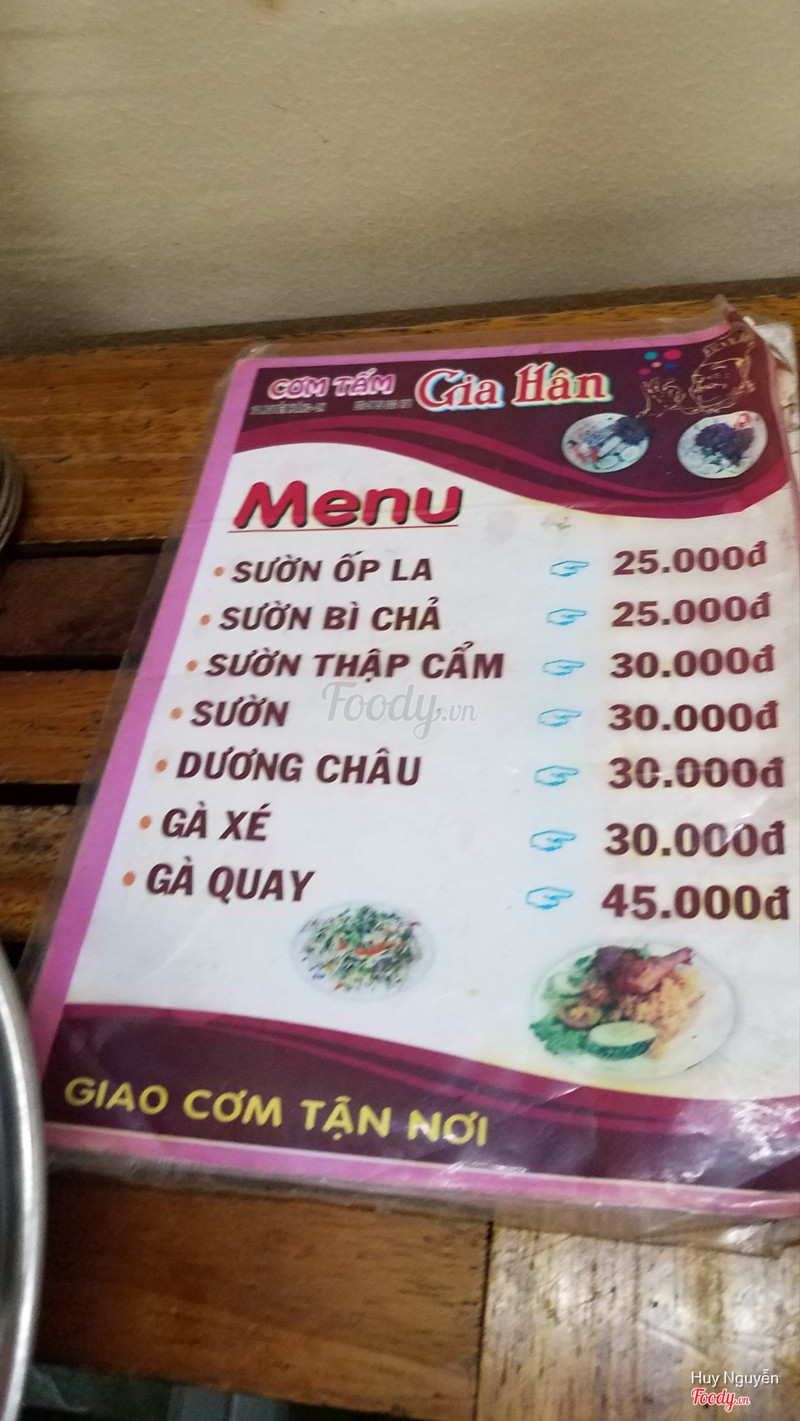 CƠM TẤM Gia Hân
Menu
• SƯỜN ỐP LA 25.000đ
• SƯỜN BÌ CHẢ 25.000đ
• SƯỜN THẬP CẨM 30.000đ
• SƯỜN 30.000đ
• DƯƠNG CHÂU 30.000đ
• GÀ XÉ 30.000đ
• GÀ QUAY 45.000đ
GIAO CƠM TẬN NƠI
Foody.vn
Huy Nguyễn
Foody.vn